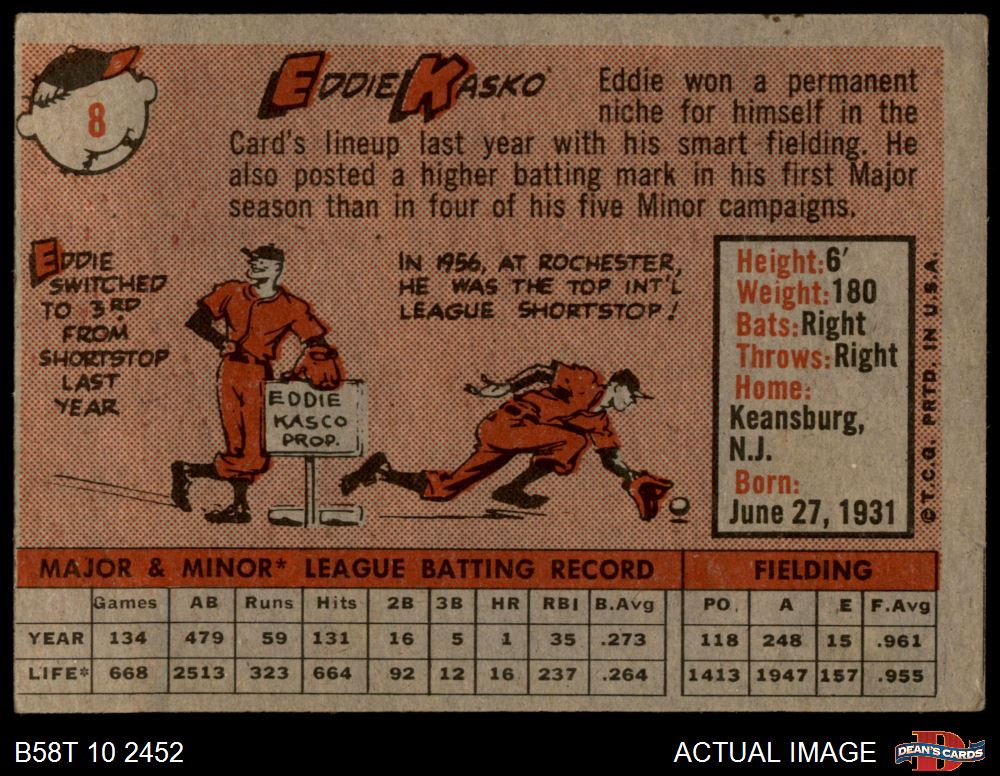 8
EDDIE KASKO
Eddie won a permanent
niche for himself in the
Card's lineup last year with his smart fielding. He
also posted a higher batting mark in his first Major
season than in four of his five Minor campaigns.
EDDIE
SWITCHED
TO 3RD
FROM
SHORTSTOP
LAST
YEAR
EDDIE
KASCO
PROP.
IN 1956, AT ROCHESTER,
HE WAS THE TOP INT'L
LEAGUE SHORTSTOP!
Height: 6'
Weight: 180
Bats: Right
Throws: Right
Home:
Keansburg,
N.J.
Born:
June 27, 1931
© T.C.G. PRTD. IN U.S.A.
MAJOR & MINOR* LEAGUE BATTING RECORD FIELDING
Games AB Runs Hits 2B 3B HR RBI B.Avg PO. A E F.Avg
YEAR 134 479 59 131 16 5 1 35 .273 118 248 15 .961
LIFE* 668 2513 323 664 92 12 16 237 .264 1413 1947 157 .955
B58T 10 2452
ACTUAL IMAGE
DEAN'S CARDS